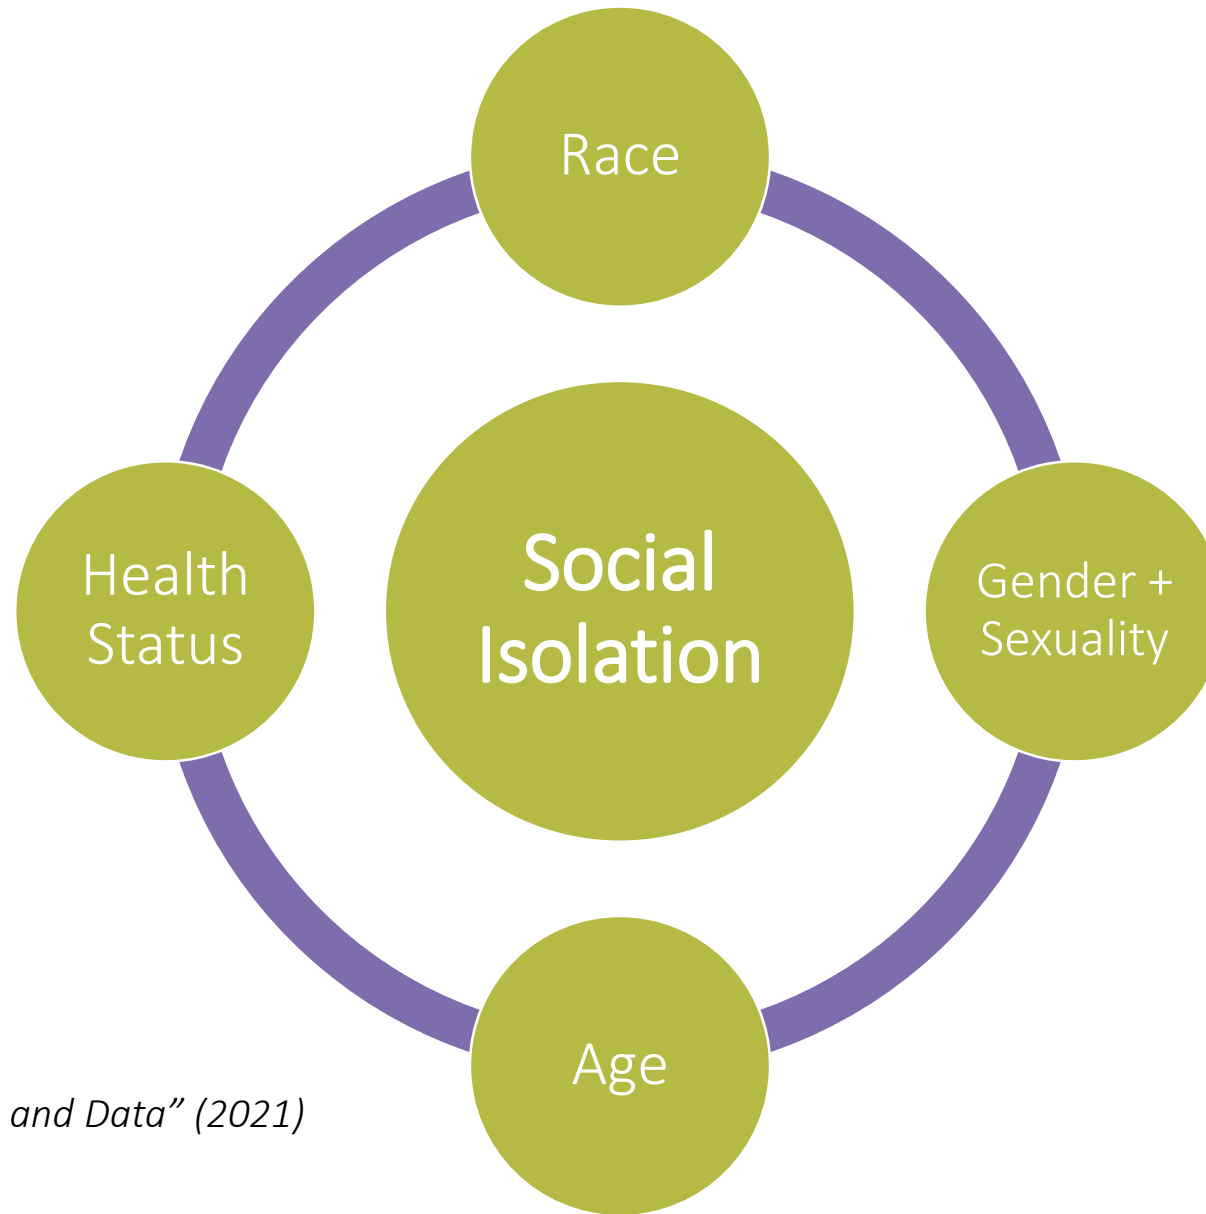 Race
Health
Status
Social
Isolation
Gender +
Sexuality
Age
and Data” (2021)